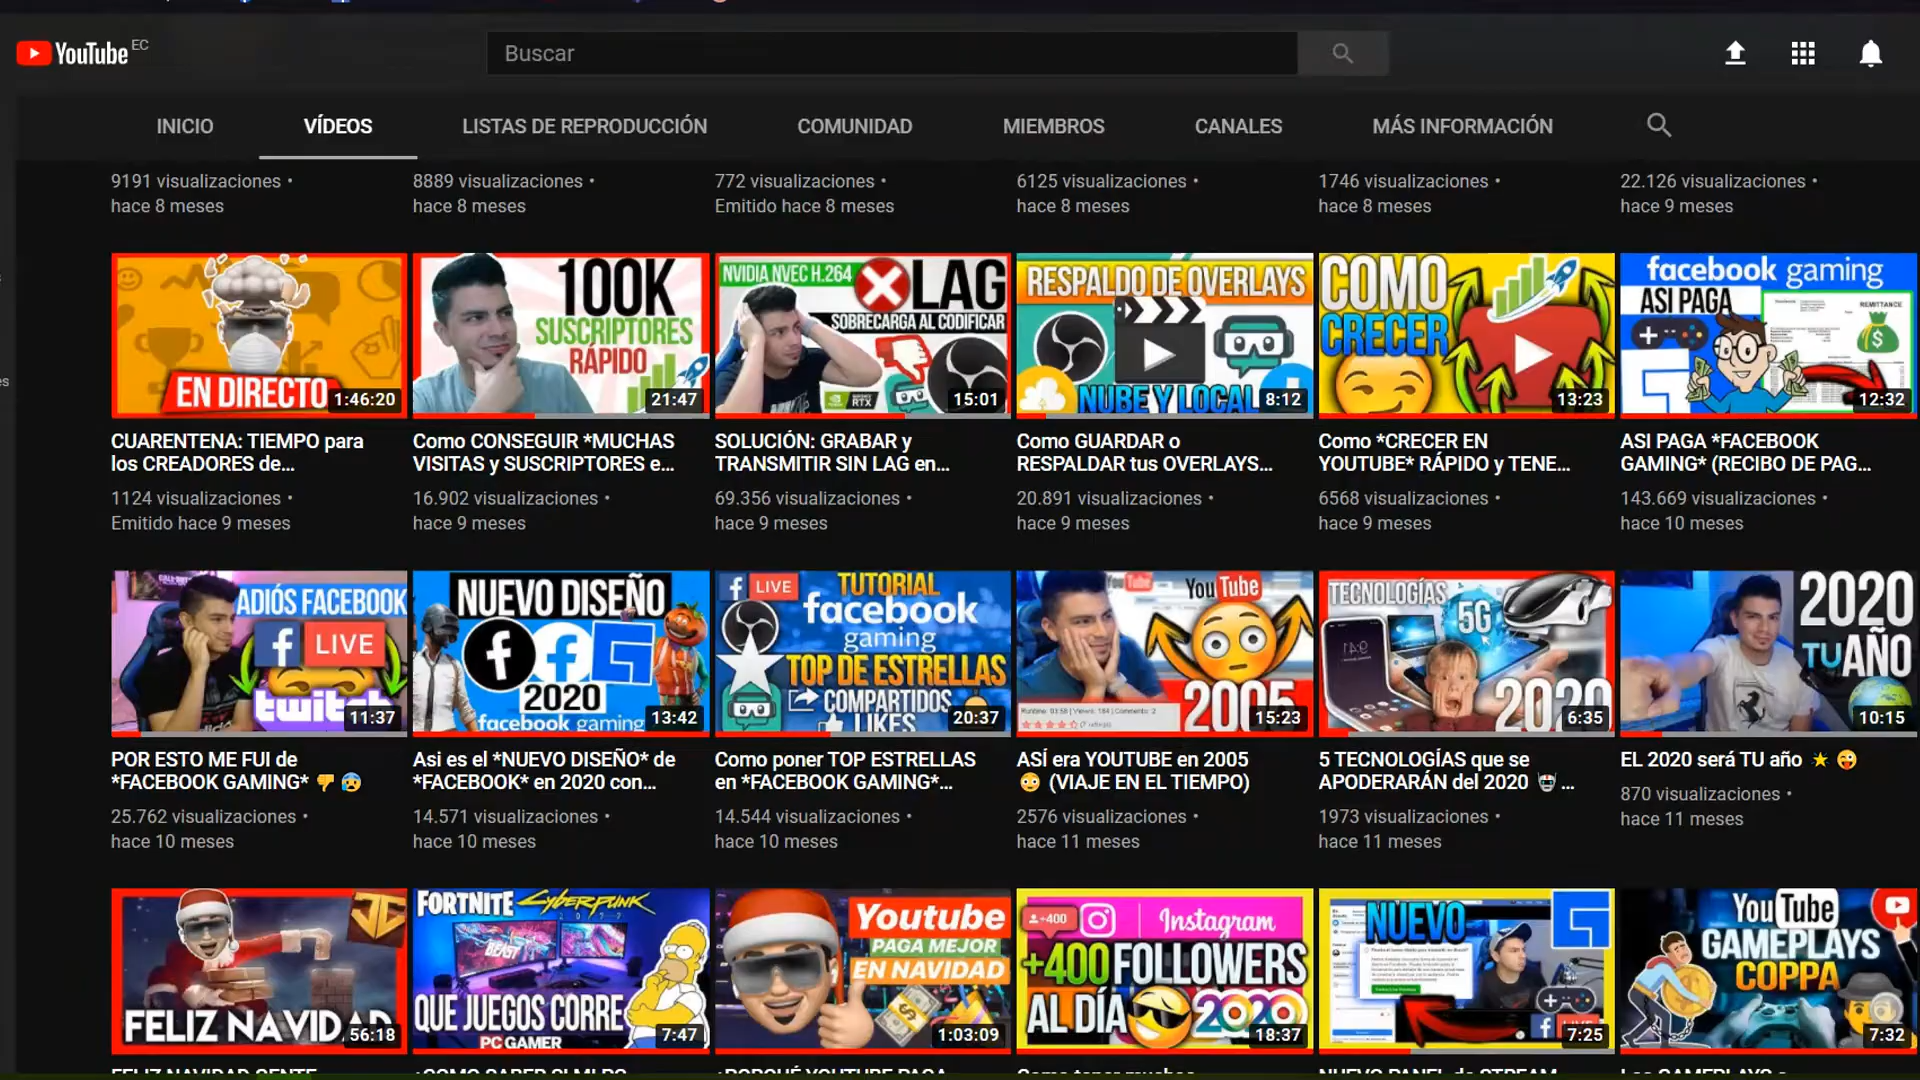 YouTube EC
Buscar
INICIO
VÍDEOS
LISTAS DE REPRODUCCIÓN
COMUNIDAD
MIEMBROS
CANALES
MÁS INFORMACIÓN
9191 visualizaciones •
hace 8 meses
8889 visualizaciones •
hace 8 meses
772 visualizaciones •
Emitido hace 8 meses
6125 visualizaciones •
hace 8 meses
1746 visualizaciones •
hace 8 meses
22.126 visualizaciones •
hace 9 meses
EN DIRECTO
1:46:20
CUARENTENA: TIEMPO para
los CREADORES de...
1124 visualizaciones •
Emitido hace 9 meses
100K
SUSCRIPTORES
RÁPIDO
21:47
Como CONSEGUIR *MUCHAS
VISITAS y SUSCRIPTORES e...
16.902 visualizaciones •
hace 9 meses
NVIDIA NVEC H.264
LAG
SOBRECARGA AL CODIFICAR
RTX
15:01
SOLUCIÓN: GRABAR y
TRANSMITIR SIN LAG en...
69.356 visualizaciones •
hace 9 meses
RESPALDO DE OVERLAYS
NUBE Y LOCAL
8:12
Como GUARDAR o
RESPALDAR tus OVERLAYS...
20.891 visualizaciones •
hace 9 meses
COMO
CRECER
13:23
Como *CRECER EN
YOUTUBE* RÁPIDO y TENE...
6568 visualizaciones •
hace 9 meses
facebook gaming
ASI PAGA
REMITTANCE
12:32
ASI PAGA *FACEBOOK
GAMING* (RECIBO DE PAG...
143.669 visualizaciones •
hace 10 meses
ADIÓS FACEBOOK
LIVE
twitch
11:37
POR ESTO ME FUI de
*FACEBOOK GAMING* 👎 😰
25.762 visualizaciones •
hace 10 meses
NUEVO DISEÑO
2020
facebook gaming
13:42
Asi es el *NUEVO DISEÑO* de
*FACEBOOK* en 2020 con...
14.571 visualizaciones •
hace 10 meses
LIVE
TUTORIAL
facebook
gaming
TOP DE ESTRELLAS
COMPARTIDOS
LIKES
20:37
Como poner TOP ESTRELLAS
en *FACEBOOK GAMING*...
14.544 visualizaciones •
hace 10 meses
YouTube
2005
15:23
ASÍ era YOUTUBE en 2005
😳 (VIAJE EN EL TIEMPO)
2576 visualizaciones •
hace 11 meses
TECNOLOGÍAS
5G
2020
6:35
5 TECNOLOGÍAS que se
APODERARÁN del 2020 ...
1973 visualizaciones •
hace 11 meses
2020
TU AÑO
10:15
EL 2020 será TU año ⭐ 😜
870 visualizaciones •
hace 11 meses
JC
FELIZ NAVIDAD
56:18
FORTNITE
Cyberpunk
2077
BEAST
QUE JUEGOS CORRE
PC GAMER
7:47
Youtube
PAGA MEJOR
EN NAVIDAD
1:03:09
+400
Instagram
+400 FOLLOWERS
AL DÍA
2020
18:37
NUEVO
7:25
YouTube
GAMEPLAYS
COPPA
7:32
FELIZ NAVIDAD GENTE